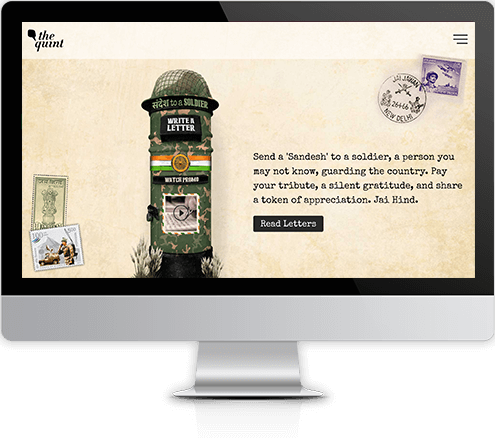 the
quint
JAI JAWAN
26·1·66
NEW DELHI
संदेश to a SOLDIER
WRITE A
LETTER
WATCH PROMO
Send a 'Sandesh' to a soldier, a person you
may not know, guarding the country. Pay
your tribute, a silent gratitude, and share
a token of appreciation. Jai Hind.
Read Letters